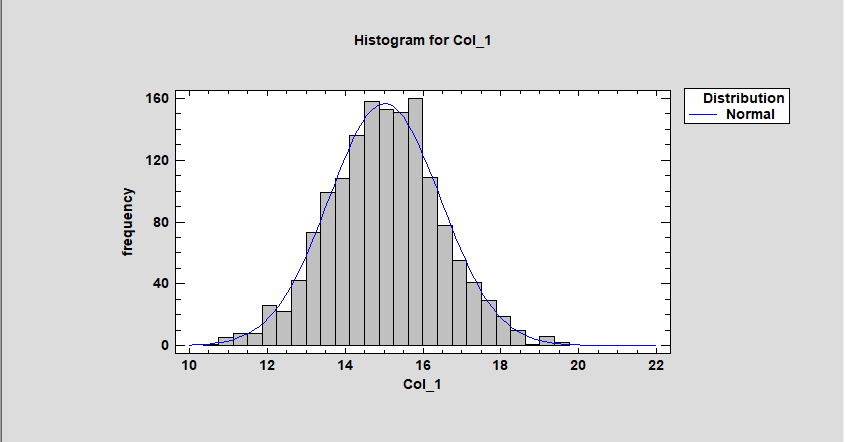 Histogram for Col_1
Distribution
Normal
160
120
80
40
0
frequency
10 12 14 16 18 20 22
Col_1